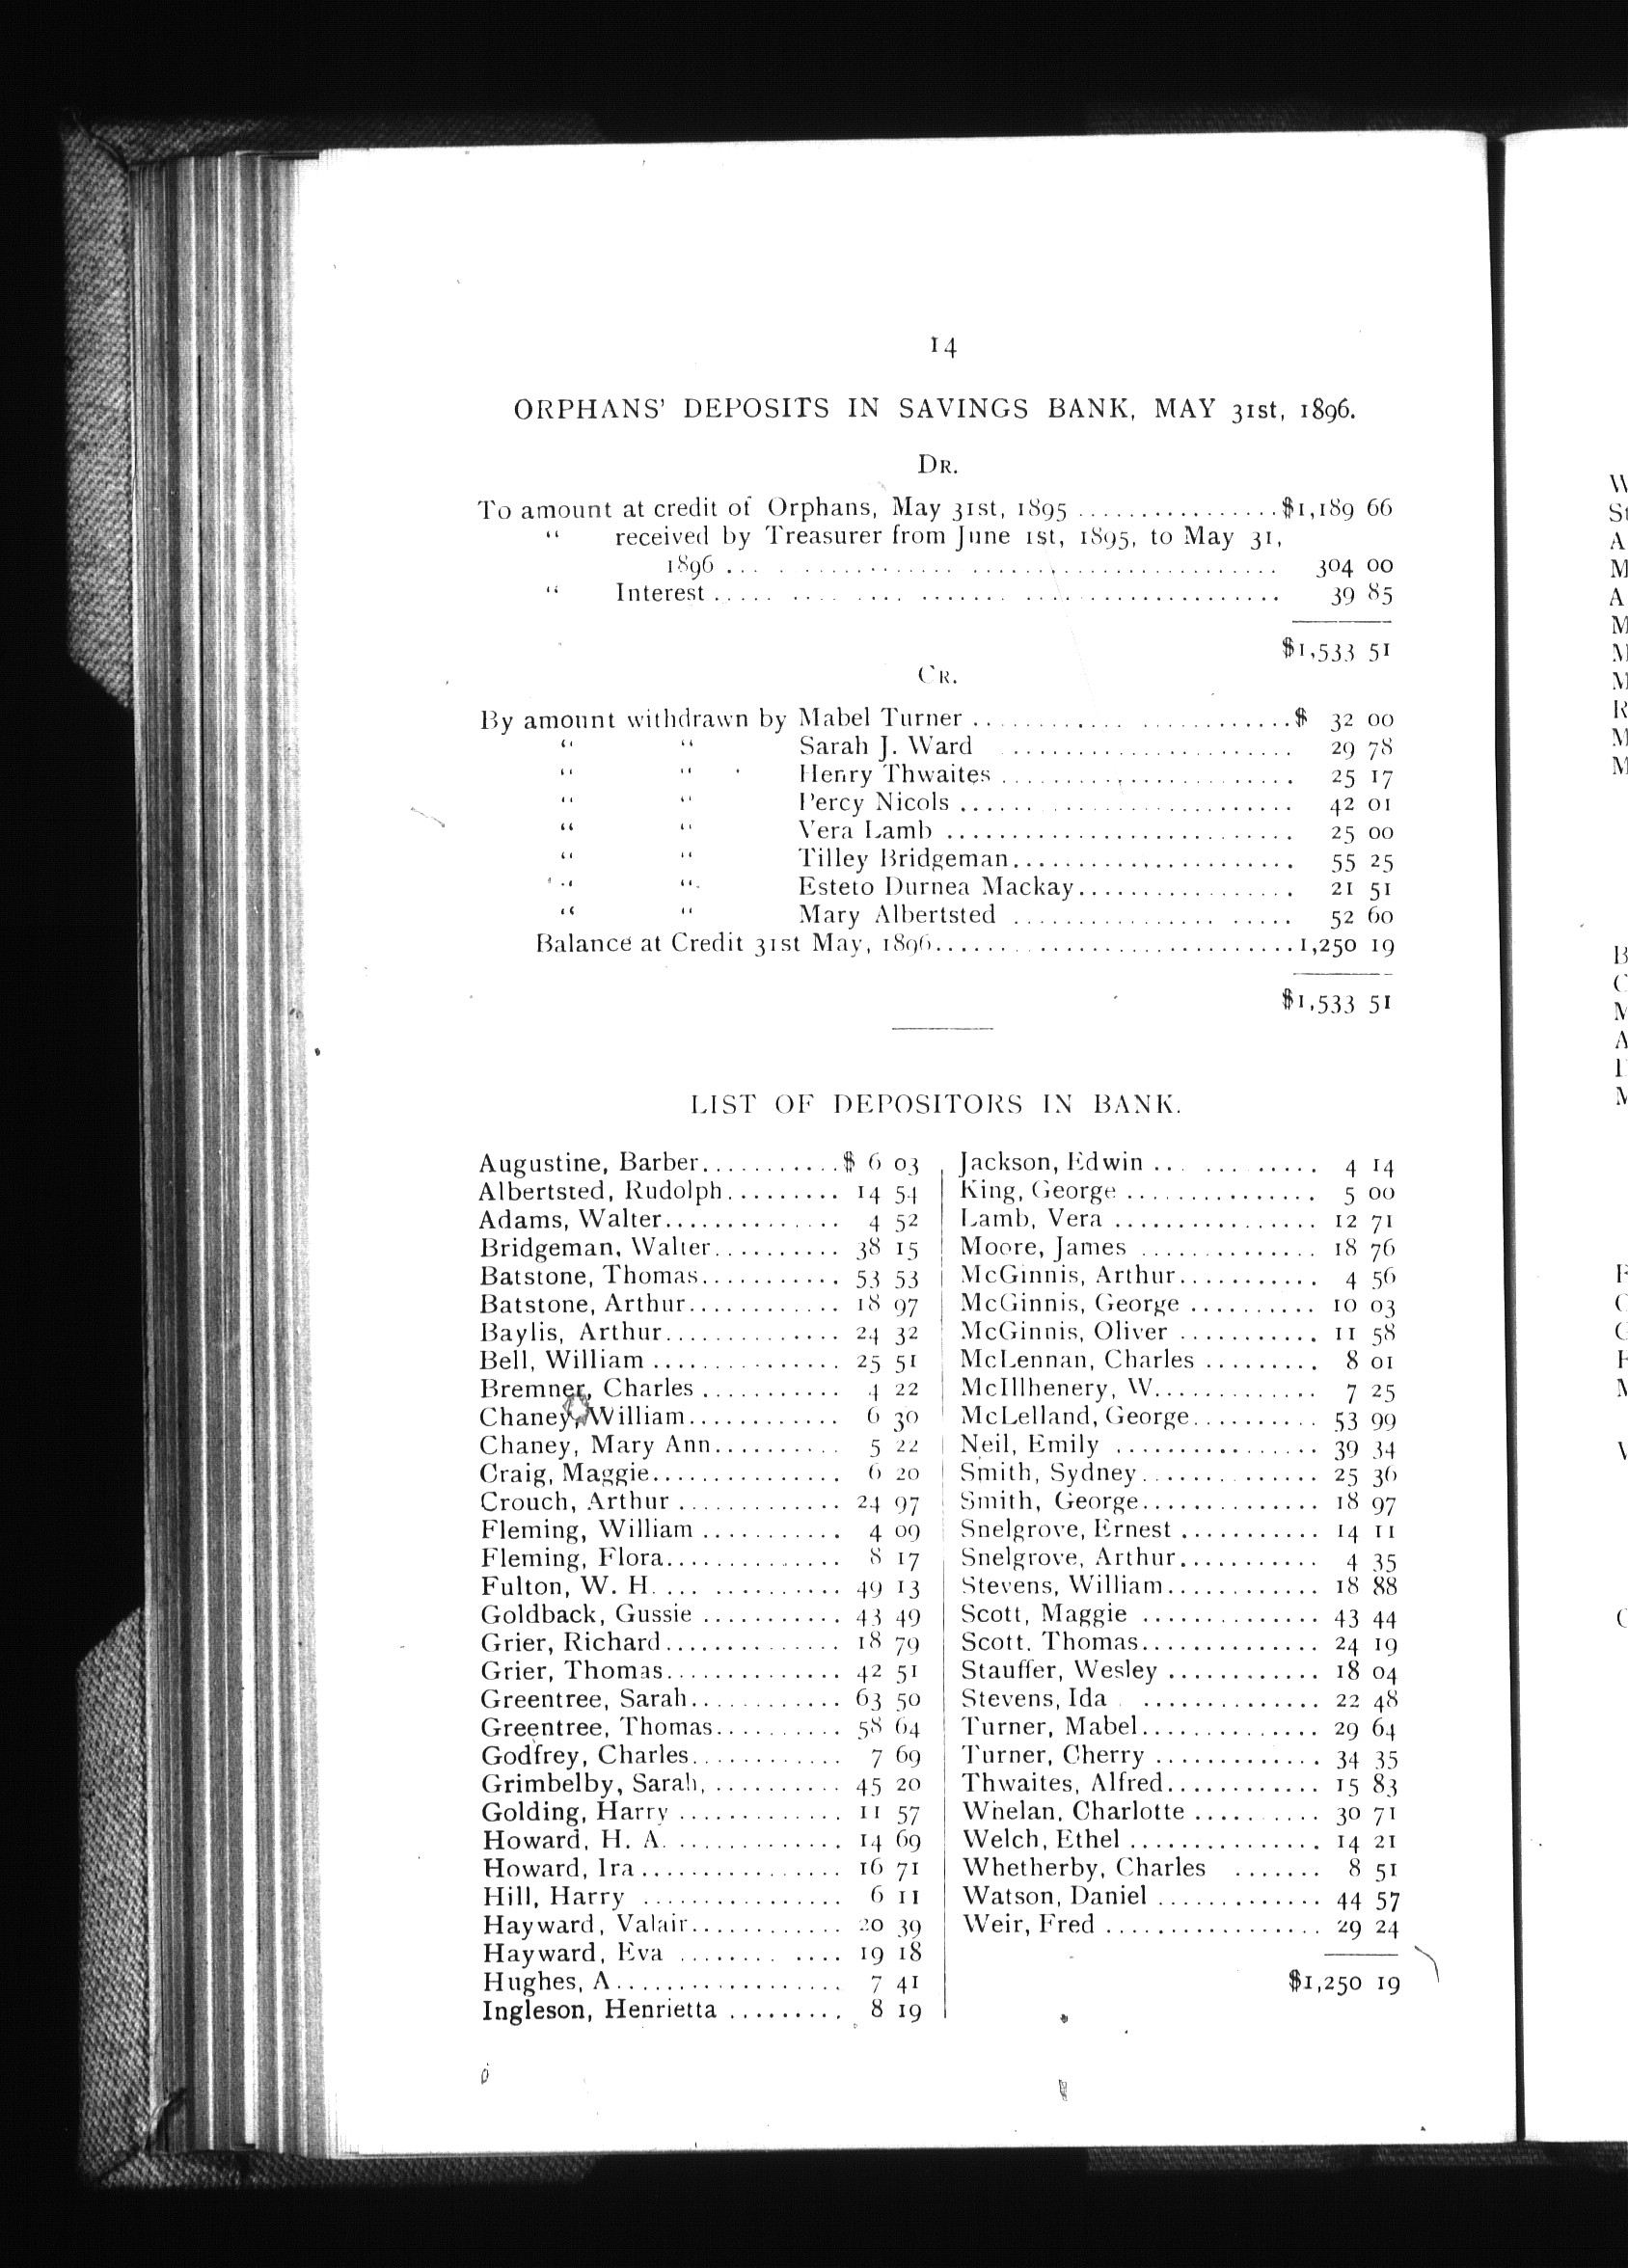 14
ORPHANS' DEPOSITS IN SAVINGS BANK, MAY 31st, 1896.
DR.
To amount at credit of Orphans, May 31st, 1895 ................$1,189 66
“ received by Treasurer from June 1st, 1895, to May 31,
1896 ........................................ 304 00
“ Interest ........................................ 39 85
$1,533 51
CR.
By amount withdrawn by Mabel Turner ........................$ 32 00
“ “ Sarah J. Ward ........................ 29 78
“ “ Henry Thwaites ........................ 25 17
“ “ Percy Nicols ........................ 42 01
“ “ Vera Lamb ........................ 25 00
“ “ Tilley Bridgeman...................... 55 25
“ “ Esteto Durnea Mackay................. 21 51
“ “ Mary Albertsted ...................... 52 60
Balance at Credit 31st May, 1896............................1,250 19
$1,533 51
LIST OF DEPOSITORS IN BANK.
Augustine, Barber...........$ 6 03
Albertsted, Rudolph......... 14 54
Adams, Walter.............. 4 52
Bridgeman, Walter.......... 38 15
Batstone, Thomas........... 53 53
Batstone, Arthur............ 18 97
Baylis, Arthur.............. 24 32
Bell, William ............... 25 51
Bremner, Charles ........... 4 22
Chaney, William............ 6 30
Chaney, Mary Ann.......... 5 22
Craig, Maggie............... 6 20
Crouch, Arthur ............. 24 97
Fleming, William ........... 4 09
Fleming, Flora.............. 8 17
Fulton, W. H. .............. 49 13
Goldback, Gussie ........... 43 49
Grier, Richard.............. 18 79
Grier, Thomas.............. 42 51
Greentree, Sarah............ 63 50
Greentree, Thomas.......... 58 64
Godfrey, Charles............ 7 69
Grimbelby, Sarah, .......... 45 20
Golding, Harry ............. 11 57
Howard, H. A. ............. 14 69
Howard, Ira................ 16 71
Hill, Harry ................ 6 11
Hayward, Valair............ 20 39
Hayward, Eva ........ .... 19 18
Hughes, A.................. 7 41
Ingleson, Henrietta ......... 8 19
Jackson, Edwin ............. 4 14
King, George ............... 5 00
Lamb, Vera ................ 12 71
Moore, James .............. 18 76
McGinnis, Arthur........... 4 56
McGinnis, George .......... 10 03
McGinnis, Oliver ........... 11 58
McLennan, Charles ......... 8 01
McIllhenery, W............. 7 25
McLelland, George.......... 53 99
Neil, Emily ................ 39 34
Smith, Sydney.............. 25 36
Smith, George.............. 18 97
Snelgrove, Ernest ........... 14 11
Snelgrove, Arthur........... 4 35
Stevens, William............ 18 88
Scott, Maggie .............. 43 44
Scott, Thomas.............. 24 19
Stauffer, Wesley ............ 18 04
Stevens, Ida .............. 22 48
Turner, Mabel.............. 29 64
Turner, Cherry ............. 34 35
Thwaites, Alfred............ 15 83
Whelan, Charlotte .......... 30 71
Welch, Ethel ............... 14 21
Whetherby, Charles ....... 8 51
Watson, Daniel ............. 44 57
Weir, Fred ................. 29 24
$1,250 19